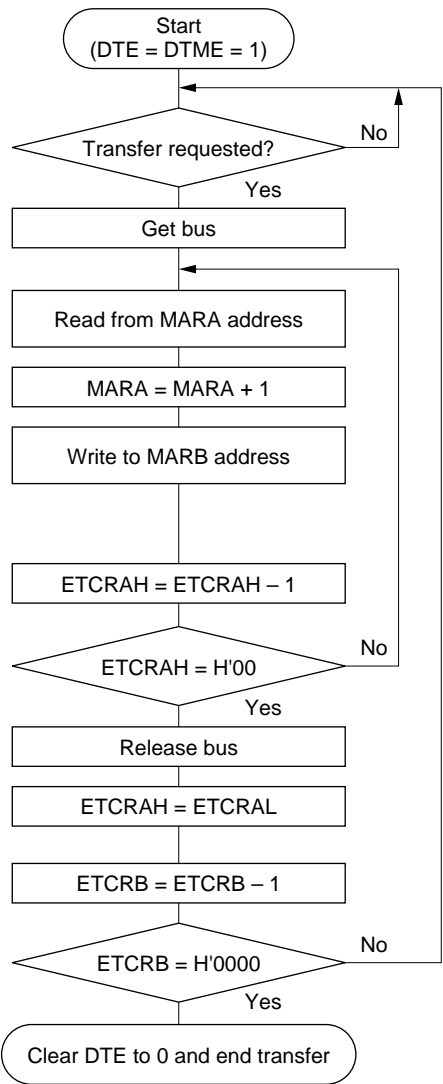 Start
(DTE = DTME = 1)
Transfer requested?
No
Yes
Get bus
Read from MARA address
MARA = MARA + 1
Write to MARB address
ETCRAH = ETCRAH – 1
ETCRAH = H'00
No
Yes
Release bus
ETCRAH = ETCRAL
ETCRB = ETCRB – 1
ETCRB = H'0000
No
Yes
Clear DTE to 0 and end transfer